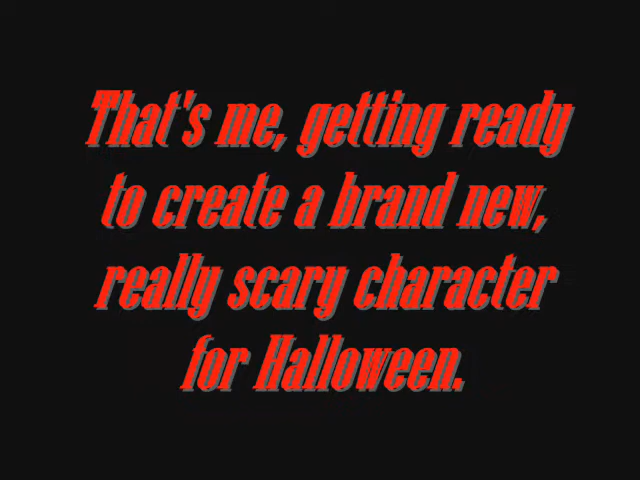 That's me, getting ready
to create a brand new,
really scary character
for Halloween.